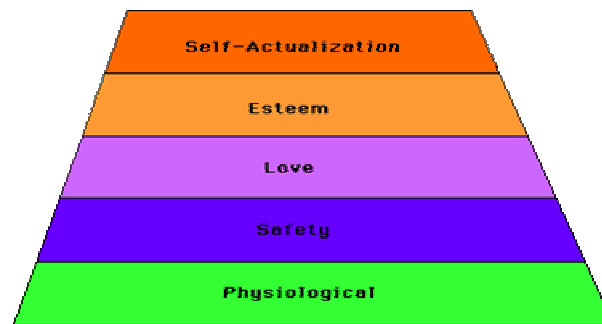 Self-Actualization
Esteem
Love
Safety
Physiological